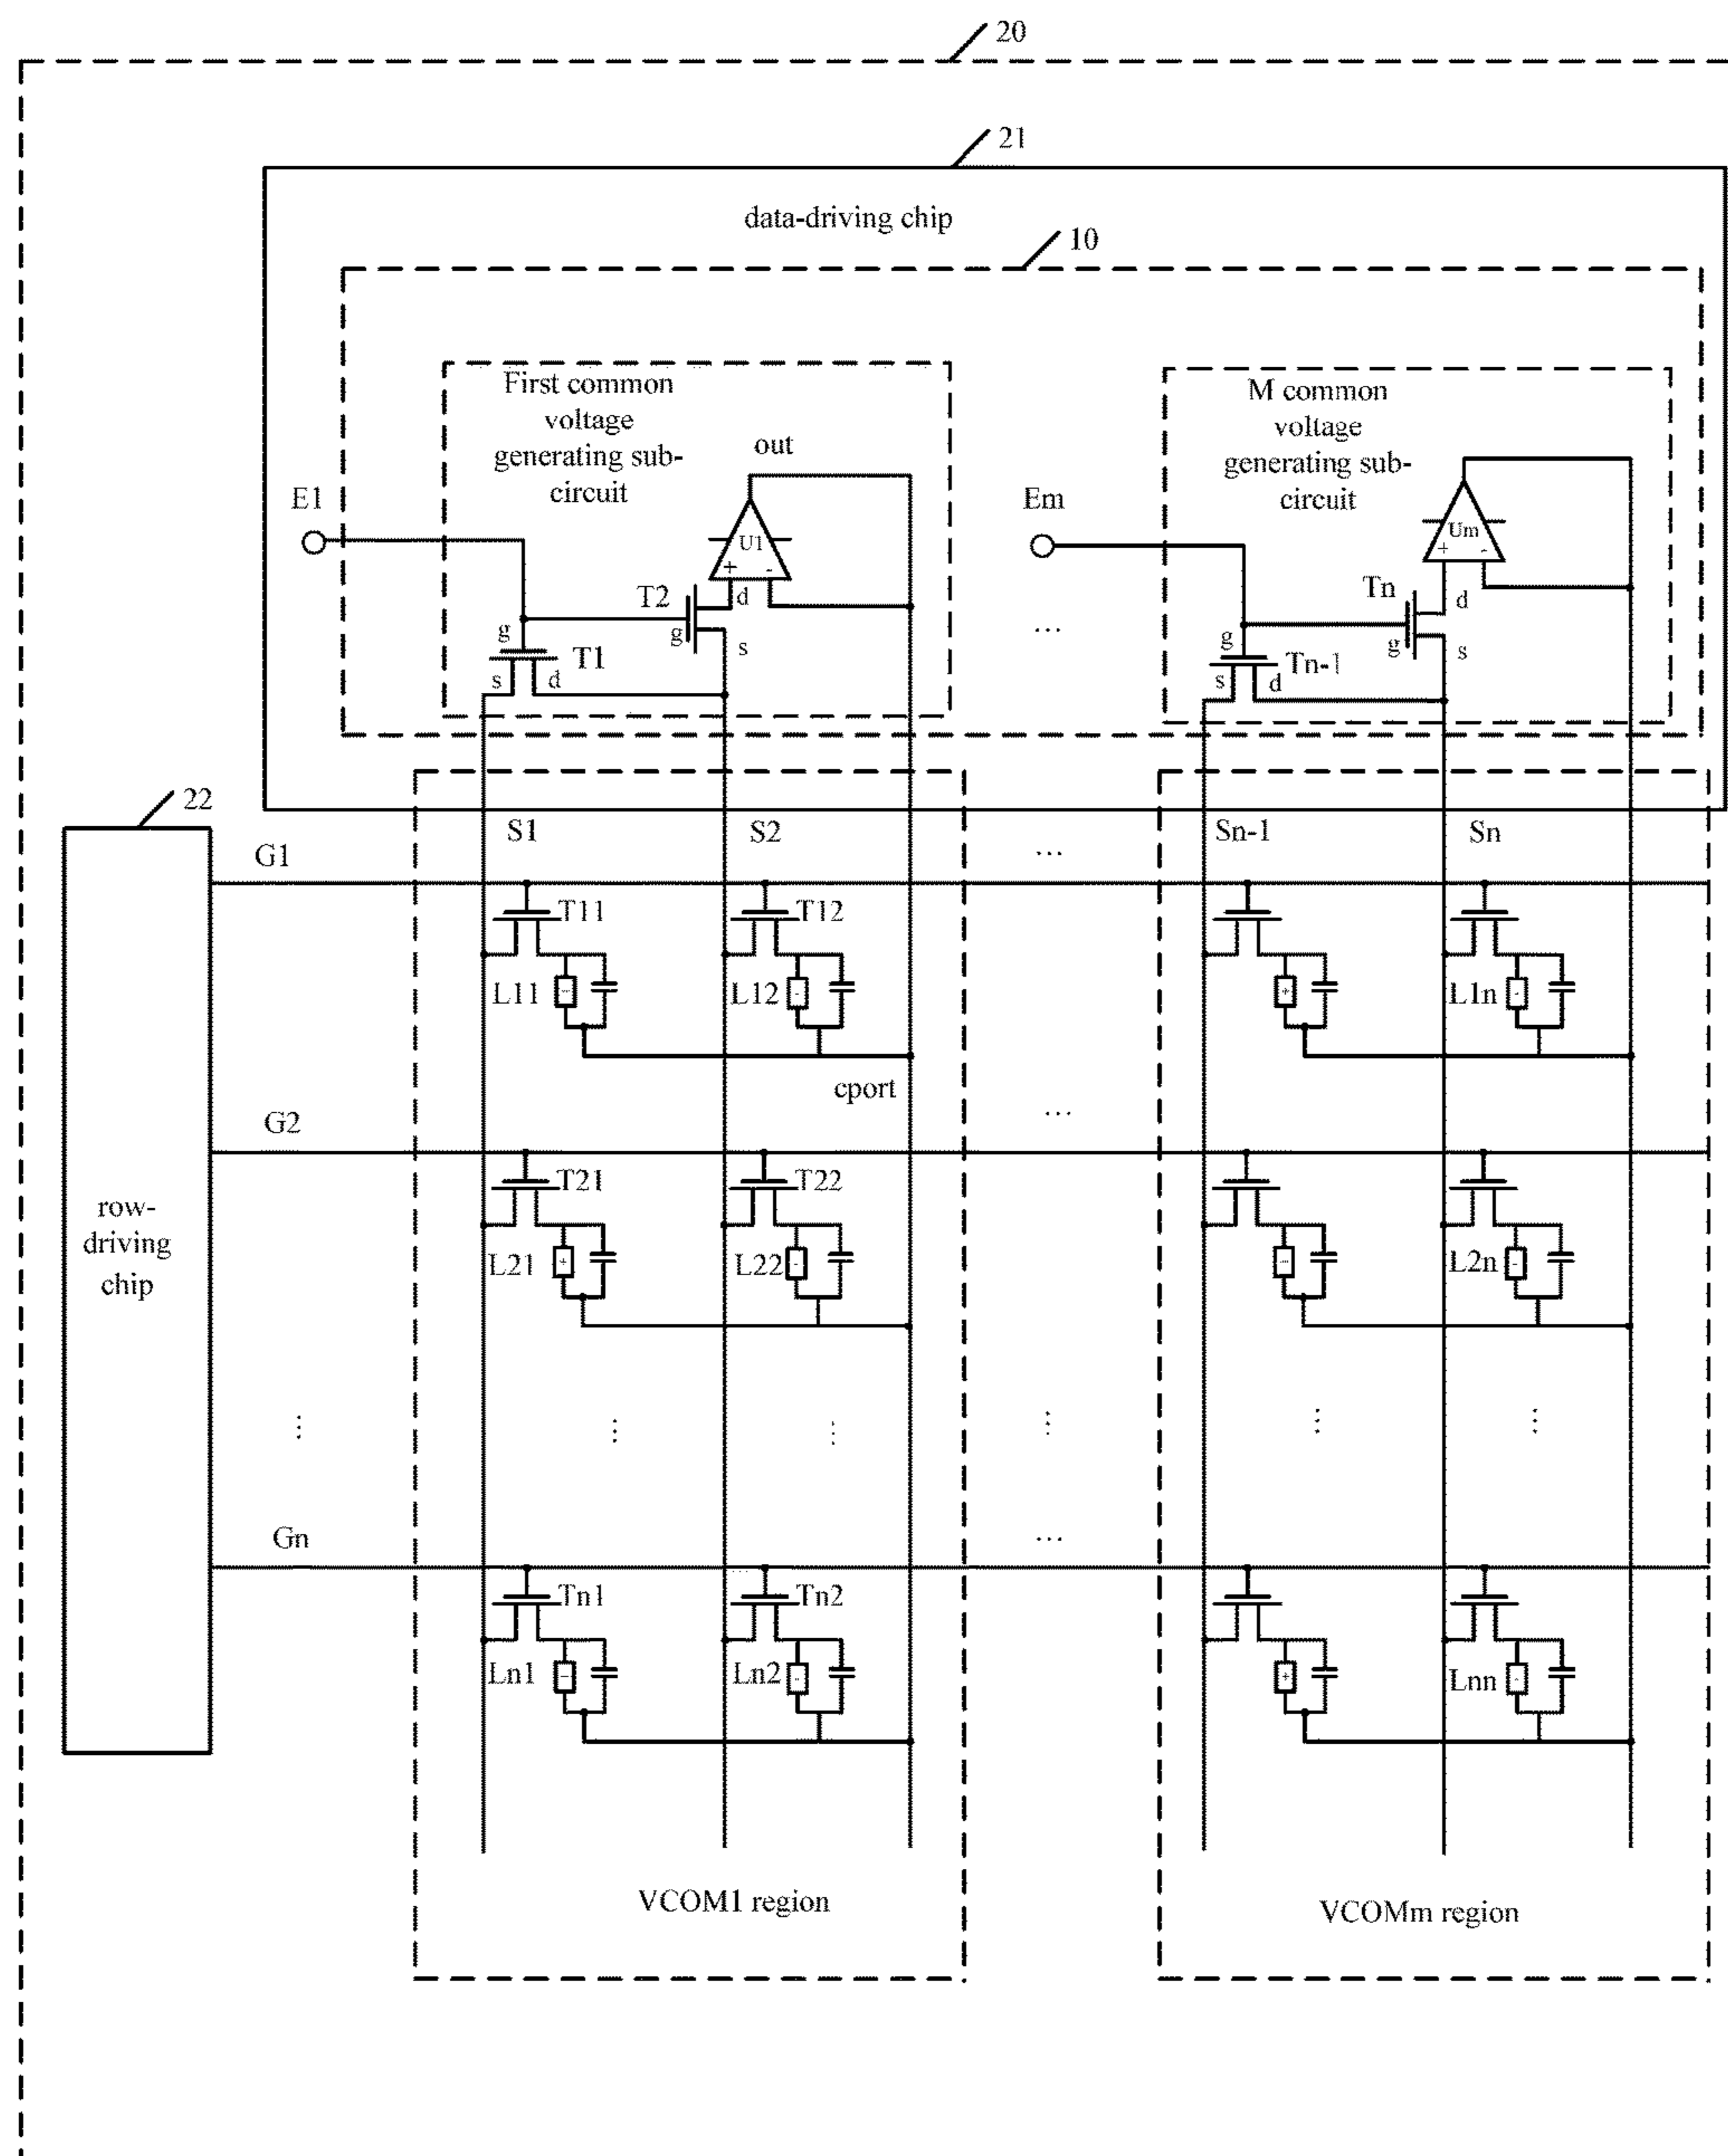 20
21
data-driving chip
10
First common
voltage
generating sub-
circuit
out
E1
U1
+ -
T2
d
g
s
g
T1
s d
M common
voltage
generating sub-
circuit
Em
Um
+ -
Tn
d
g
s
g
Tn-1
s d
...
22
row-
driving
chip
S1 S2 Sn-1 Sn
G1 ...
T11 T12
L11 - L12 - + L1n -
cport
G2 ...
T21 T22
L21 + L22 - - L2n -
⋮ ⋮ ⋮ ⋮ ⋮ ⋮
Gn ...
...
Tn1 Tn2
Ln1 - Ln2 - + Lnn -
VCOM1 region
VCOMm region